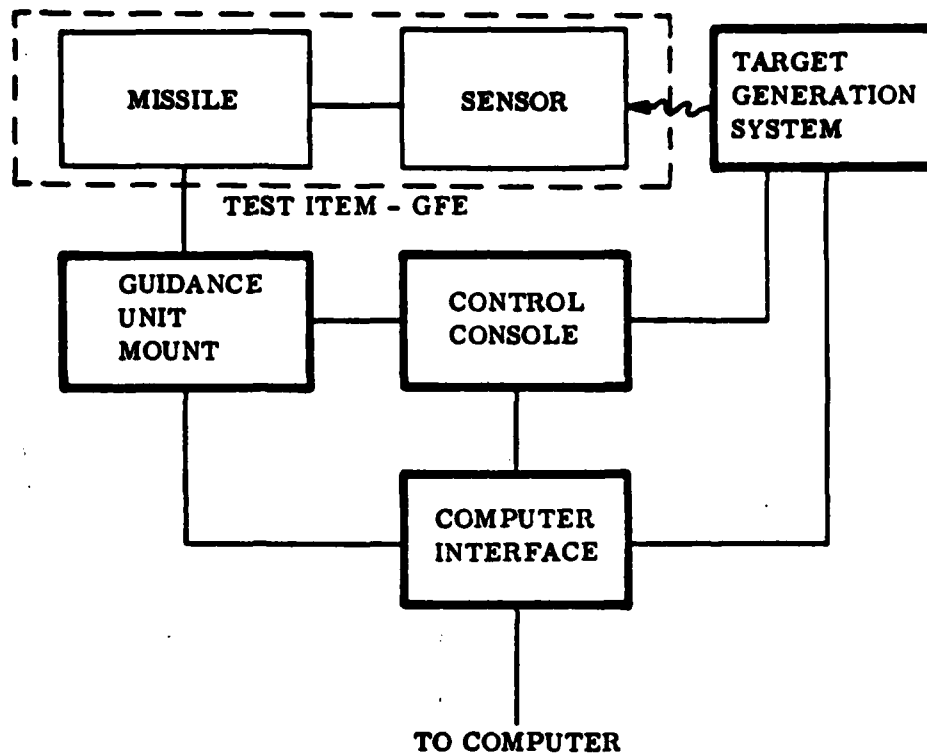 MISSILE
SENSOR
TARGET
GENERATION
SYSTEM
TEST ITEM - GFE
GUIDANCE
UNIT
MOUNT
CONTROL
CONSOLE
COMPUTER
INTERFACE
TO COMPUTER